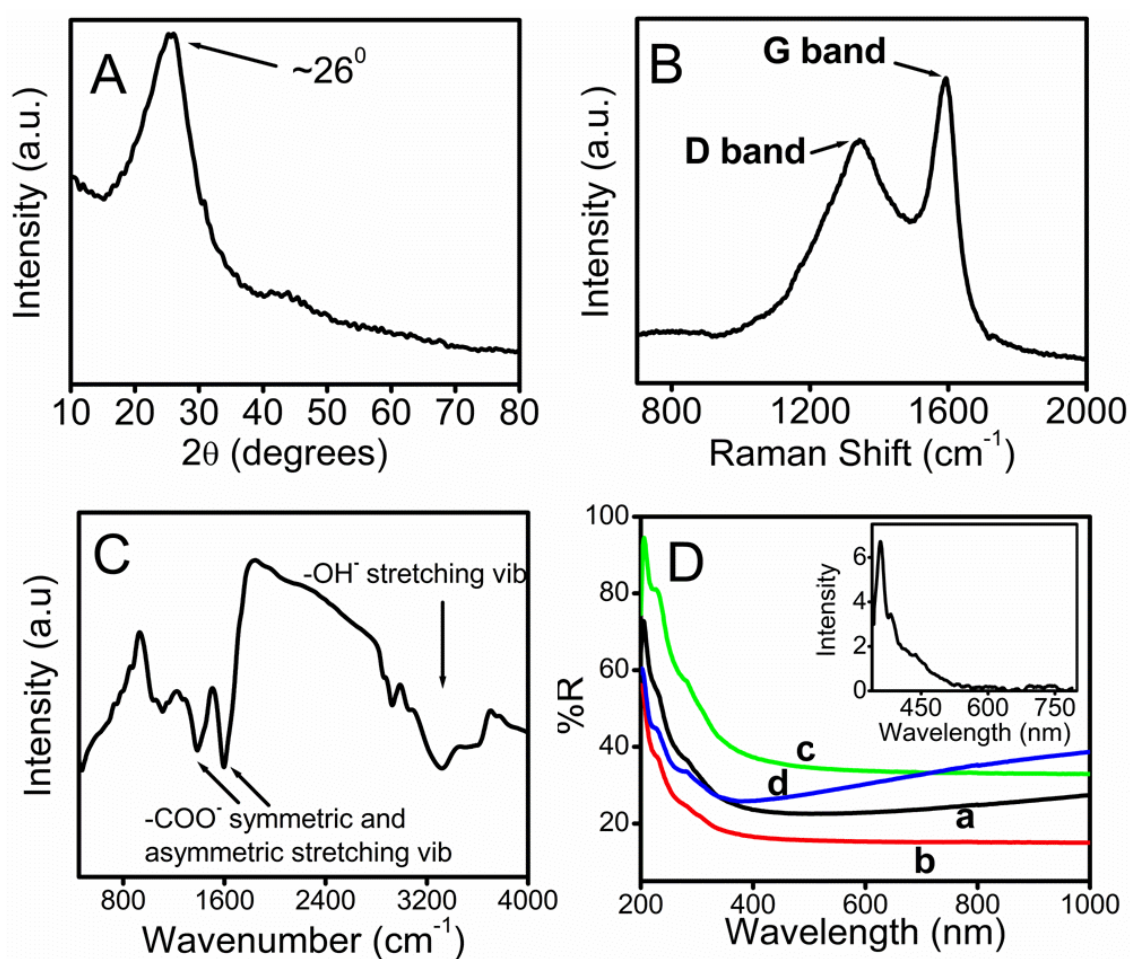 A
~26⁰
Intensity (a.u.)
10 20 30 40 50 60 70 80
2θ (degrees)
B
G band
D band
Intensity (a.u.)
800 1200 1600 2000
Raman Shift (cm⁻¹)
C
-OH⁻ stretching vib
Intensity (a.u)
-COO⁻ symmetric and
asymmetric stretching vib
800 1600 2400 3200 4000
Wavenumber (cm⁻¹)
D
100
80
60
40
20
%R
c
d
a
b
200 400 600 800 1000
Wavelength (nm)
6
4
2
0
Intensity
450 600 750
Wavelength (nm)